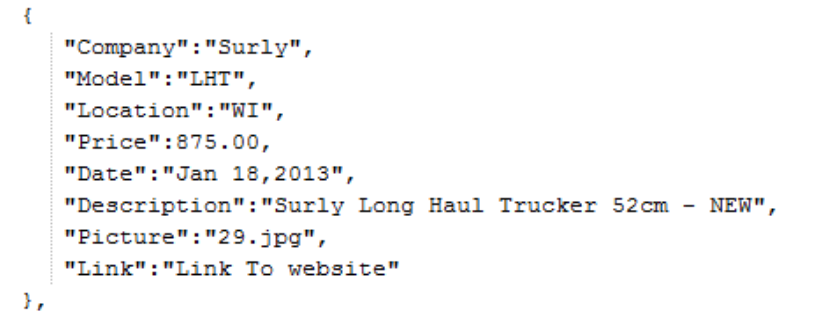 {
"Company":"Surly",
"Model":"LHT",
"Location":"WI",
"Price":875.00,
"Date":"Jan 18,2013",
"Description":"Surly Long Haul Trucker 52cm - NEW",
"Picture":"29.jpg",
"Link":"Link To website"
},